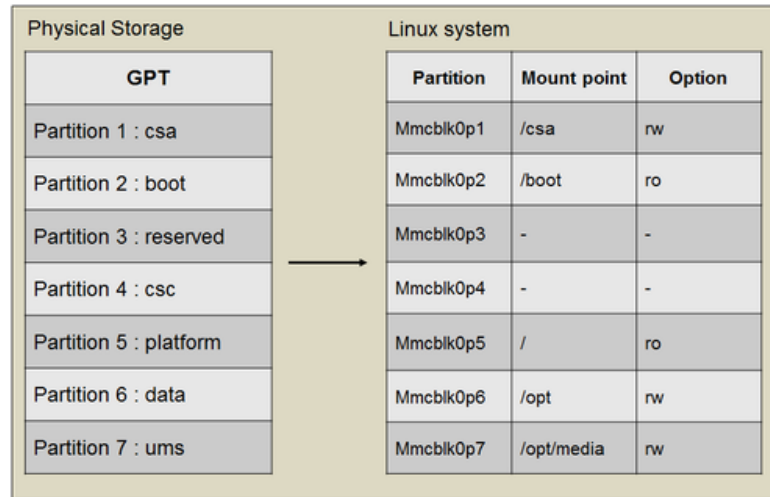 Physical Storage
GPT
Partition 1 : csa
Partition 2 : boot
Partition 3 : reserved
Partition 4 : csc
Partition 5 : platform
Partition 6 : data
Partition 7 : ums
Linux system
Partition Mount point Option
Mmcblk0p1 /csa rw
Mmcblk0p2 /boot ro
Mmcblk0p3 - -
Mmcblk0p4 - -
Mmcblk0p5 / ro
Mmcblk0p6 /opt rw
Mmcblk0p7 /opt/media rw